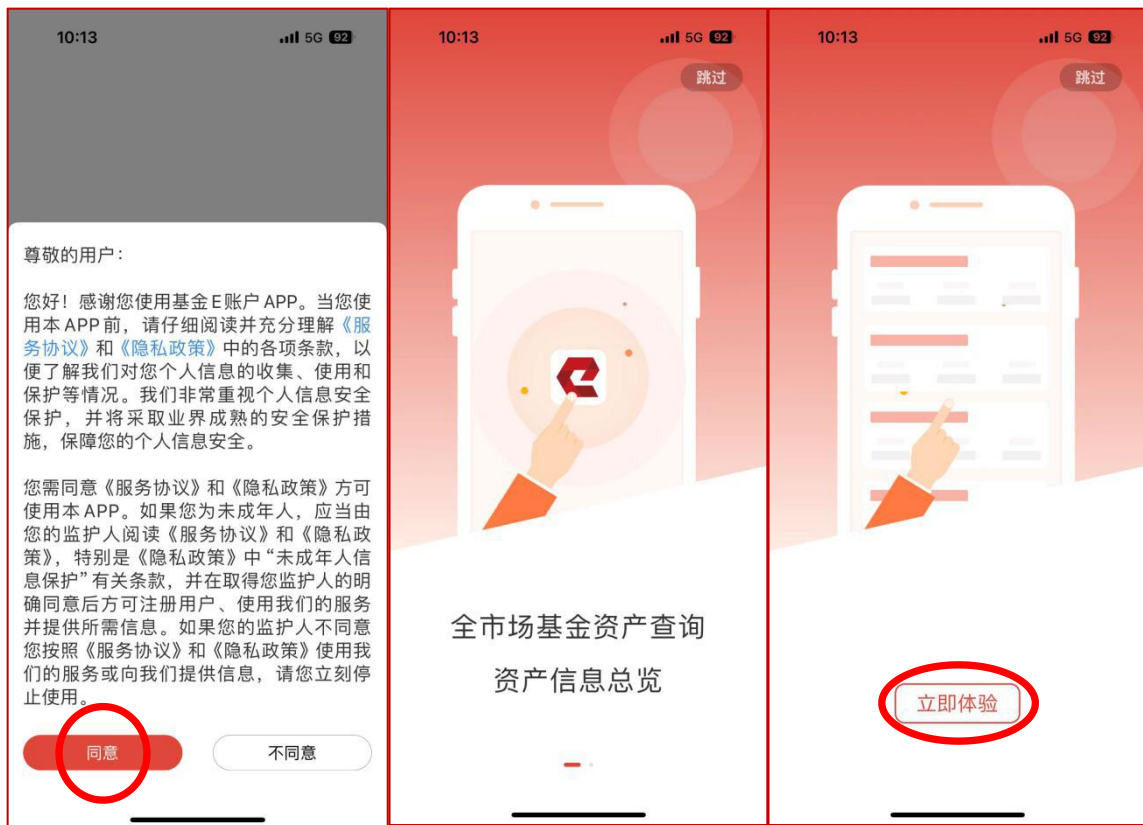 10:13
5G 92
尊敬的用户：
您好！感谢您使用基金E账户APP。当您使
用本APP前，请仔细阅读并充分理解《服
务协议》和《隐私政策》中的各项条款，以
便了解我们对您个人信息的收集、使用和
保护等情况。我们非常重视个人信息安全
保护，并将采取业界成熟的安全保护措
施，保障您的个人信息安全。
您需同意《服务协议》和《隐私政策》方可
使用本APP。如果您为未成年人，应当由
您的监护人阅读《服务协议》和《隐私政
策》，特别是《隐私政策》中“未成年人信
息保护”有关条款，并在取得您监护人的明
确同意后方可注册用户、使用我们的服务
并提供所需信息。如果您的监护人不同意
您按照《服务协议》和《隐私政策》使用我
们的服务或向我们提供信息，请您立刻停
止使用。
同意
不同意
10:13
5G 92
跳过
全市场基金资产查询
资产信息总览
10:13
5G 92
跳过
立即体验